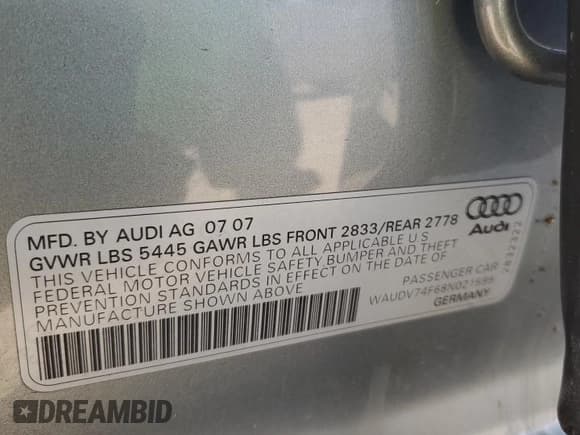 MFD. BY AUDI AG 07 07
GVWR LBS 5445 GAWR LBS FRONT 2833/REAR 2778
THIS VEHICLE CONFORMS TO ALL APPLICABLE U.S
FEDERAL MOTOR VEHICLE SAFETY, BUMPER AND THEFT
PREVENTION STANDARDS IN EFFECT ON THE DATE OF
MANUFACTURE SHOWN ABOVE
Audi
PASSENGER CAR
GERMANY
DREAMBID